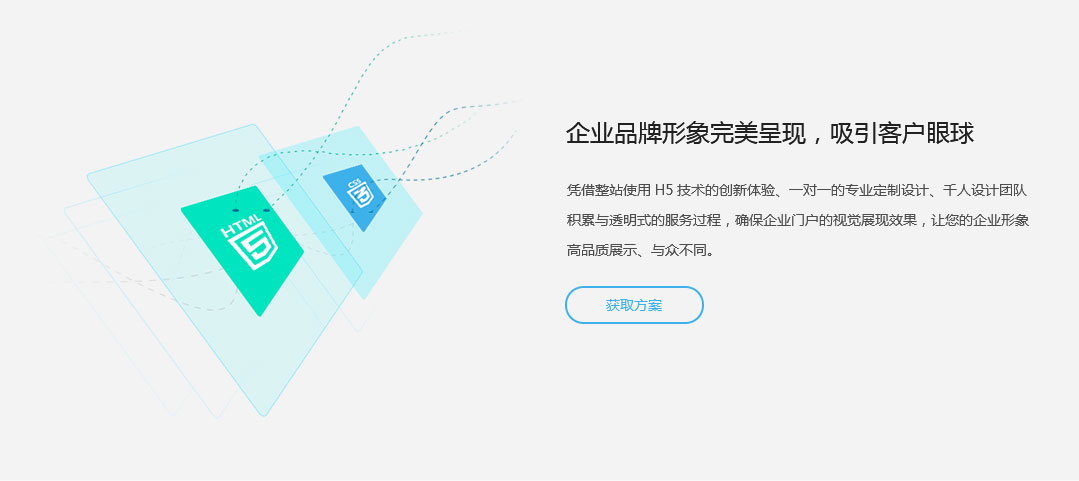 企业品牌形象完美呈现，吸引客户眼球
凭借整站使用 H5 技术的创新体验、一对一的专业定制设计、千人设计团队
积累与透明式的服务过程，确保企业门户的视觉展现效果，让您的企业形象
高品质展示、与众不同。
获取方案
HTML
5
CSS
3